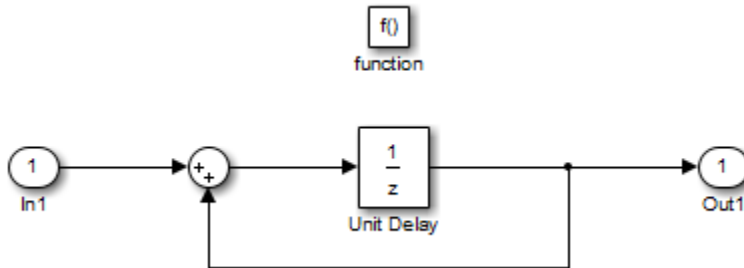 f()
function
1
In1
+
+
1
z
Unit Delay
1
Out1